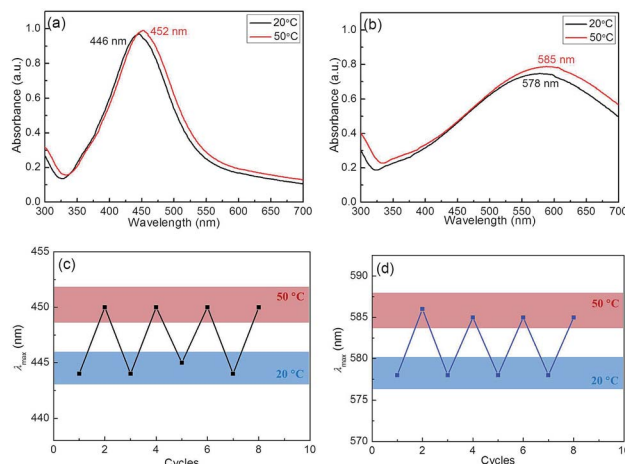 (a)
20°C
50°C
446 nm
452 nm
Absorbance (a.u.)
1.0
0.8
0.6
0.4
0.2
0.0
300 350 400 450 500 550 600 650 700
Wavelength (nm)
(b)
20°C
50°C
585 nm
578 nm
Absorbance (a.u.)
1.0
0.8
0.6
0.4
0.2
0.0
300 350 400 450 500 550 600 650 700
Wavelength (nm)
(c)
50 °C
20 °C
λmax (nm)
455
450
445
440
0 2 4 6 8 10
Cycles
(d)
50 °C
20 °C
λmax (nm)
590
585
580
575
570
0 2 4 6 8 10
Cycles